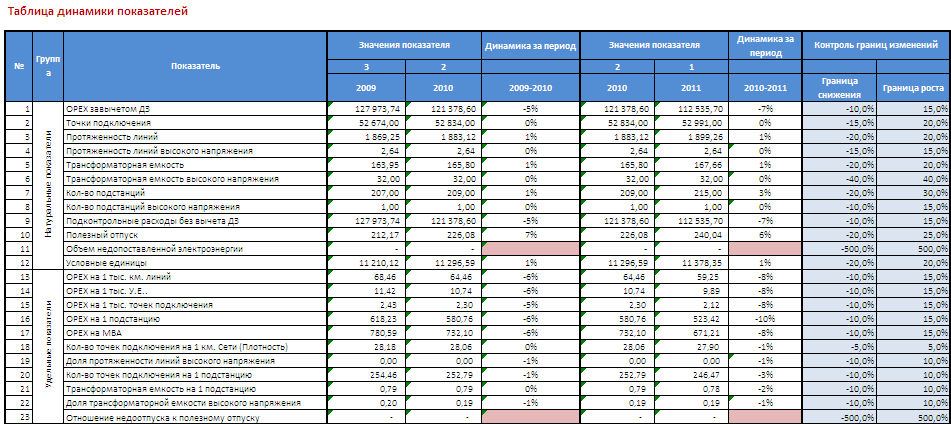 Таблица динамики показателей
№ Группа Показатель Значения показателя Динамика за период Значения показателя Динамика за период Контроль границ изменений
3 2 2 1
2009 2010 2009-2010 2010 2011 2010-2011 Граница снижения Граница роста
Натуральные показатели
1 OPEX завычетом ДЗ 127 973,74 121 378,60 -5% 121 378,60 112 535,70 -7% -10,0% 15,0%
2 Точки подключения 52 674,00 52 834,00 0% 52 834,00 52 991,00 0% -15,0% 20,0%
3 Протяженность линий 1 869,25 1 883,12 1% 1 883,12 1 899,26 1% -20,0% 20,0%
4 Протяженность линий высокого напряжения 2,64 2,64 0% 2,64 2,64 0% -15,0% 15,0%
5 Трансформаторная емкость 163,95 165,80 1% 165,80 167,66 1% -20,0% 20,0%
6 Трансформаторная емкость высокого напряжения 32,00 32,00 0% 32,00 32,00 0% -40,0% 40,0%
7 Кол-во подстанций 207,00 209,00 1% 209,00 215,00 3% -20,0% 30,0%
8 Кол-во подстанций высокого напряжения 1,00 1,00 0% 1,00 1,00 0% -10,0% 15,0%
9 Подконтрольные расходы без вычета ДЗ 127 973,74 121 378,60 -5% 121 378,60 112 535,70 -7% -10,0% 15,0%
10 Полезный отпуск 212,17 226,08 7% 226,08 240,04 6% -20,0% 25,0%
11 Объем недопоставленной электроэнергии - - - - -500,0% 500,0%
12 Условные единицы 11 210,12 11 296,59 1% 11 296,59 11 378,35 1% -20,0% 20,0%
Удельные показатели
13 OPEX на 1 тыс. км. линий 68,46 64,46 -6% 64,46 59,25 -8% -10,0% 15,0%
14 OPEX на 1 тыс. У.Е.. 11,42 10,74 -6% 10,74 9,89 -8% -10,0% 15,0%
15 OPEX на 1 тыс. точек подключения 2,43 2,30 -5% 2,30 2,12 -8% -10,0% 15,0%
16 OPEX на 1 подстанцию 618,23 580,76 -6% 580,76 523,42 -10% -10,0% 15,0%
17 OPEX на МВА 780,59 732,10 -6% 732,10 671,21 -8% -10,0% 15,0%
18 Кол-во точек подключения на 1 км. Сети (Плотность) 28,18 28,06 0% 28,06 27,90 -1% -5,0% 5,0%
19 Доля протяженности линий высокого напряжения 0,00 0,00 -1% 0,00 0,00 -1% -10,0% 10,0%
20 Кол-во точек подключения на 1 подстанцию 254,46 252,79 -1% 252,79 246,47 -3% -10,0% 10,0%
21 Трансформаторная емкость на 1 подстанцию 0,79 0,79 0% 0,79 0,78 -2% -10,0% 10,0%
22 Доля трансформаторной емкости высокого напряжения 0,20 0,19 -1% 0,19 0,19 -1% -10,0% 10,0%
23 Отношение недоотпуска к полезному отпуску - - - - -500,0% 500,0%